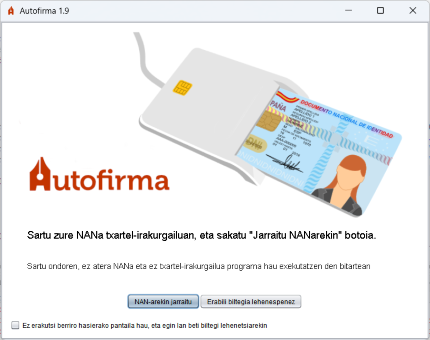 Autofirma 1.9
DOCUMENTO NACIONAL DE IDENTIDAD
Autofirma
Sartu zure NANa txartel-irakurgailuan, eta sakatu "Jarraitu NANarekin" botoia.
Sartu ondoren, ez atera NANa eta ez txartel-irakurgailua programa hau exekutatzen den bitartean
NAN-arekin jarraitu
Erabili biltegia lehenespenez
Ez erakutsi berriro hasierako pantaila hau, eta egin lan beti biltegi lehenetsiarekin